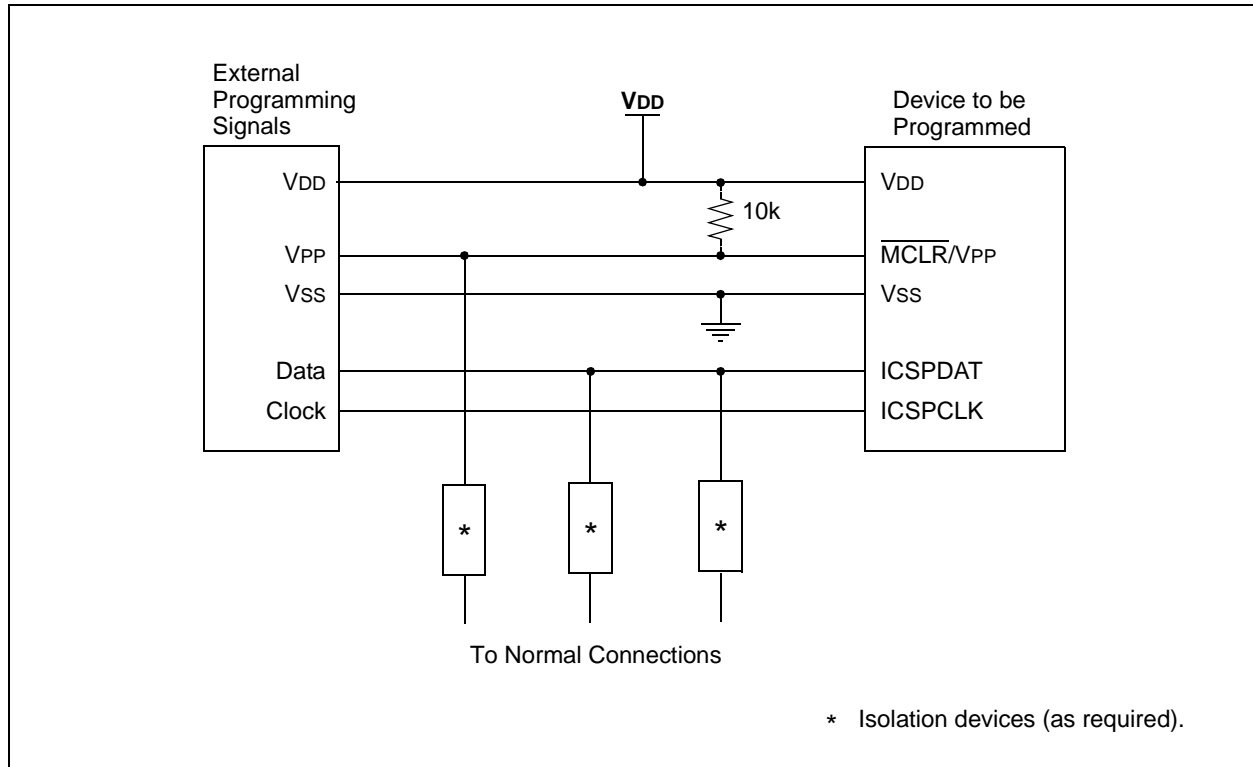 External
Programming
Signals
VDD
Device to be
Programmed
VDD
VDD
10k
VPP
MCLR/VPP
VSS
VSS
Data
ICSPDAT
Clock
ICSPCLK
* * *
To Normal Connections
* Isolation devices (as required).